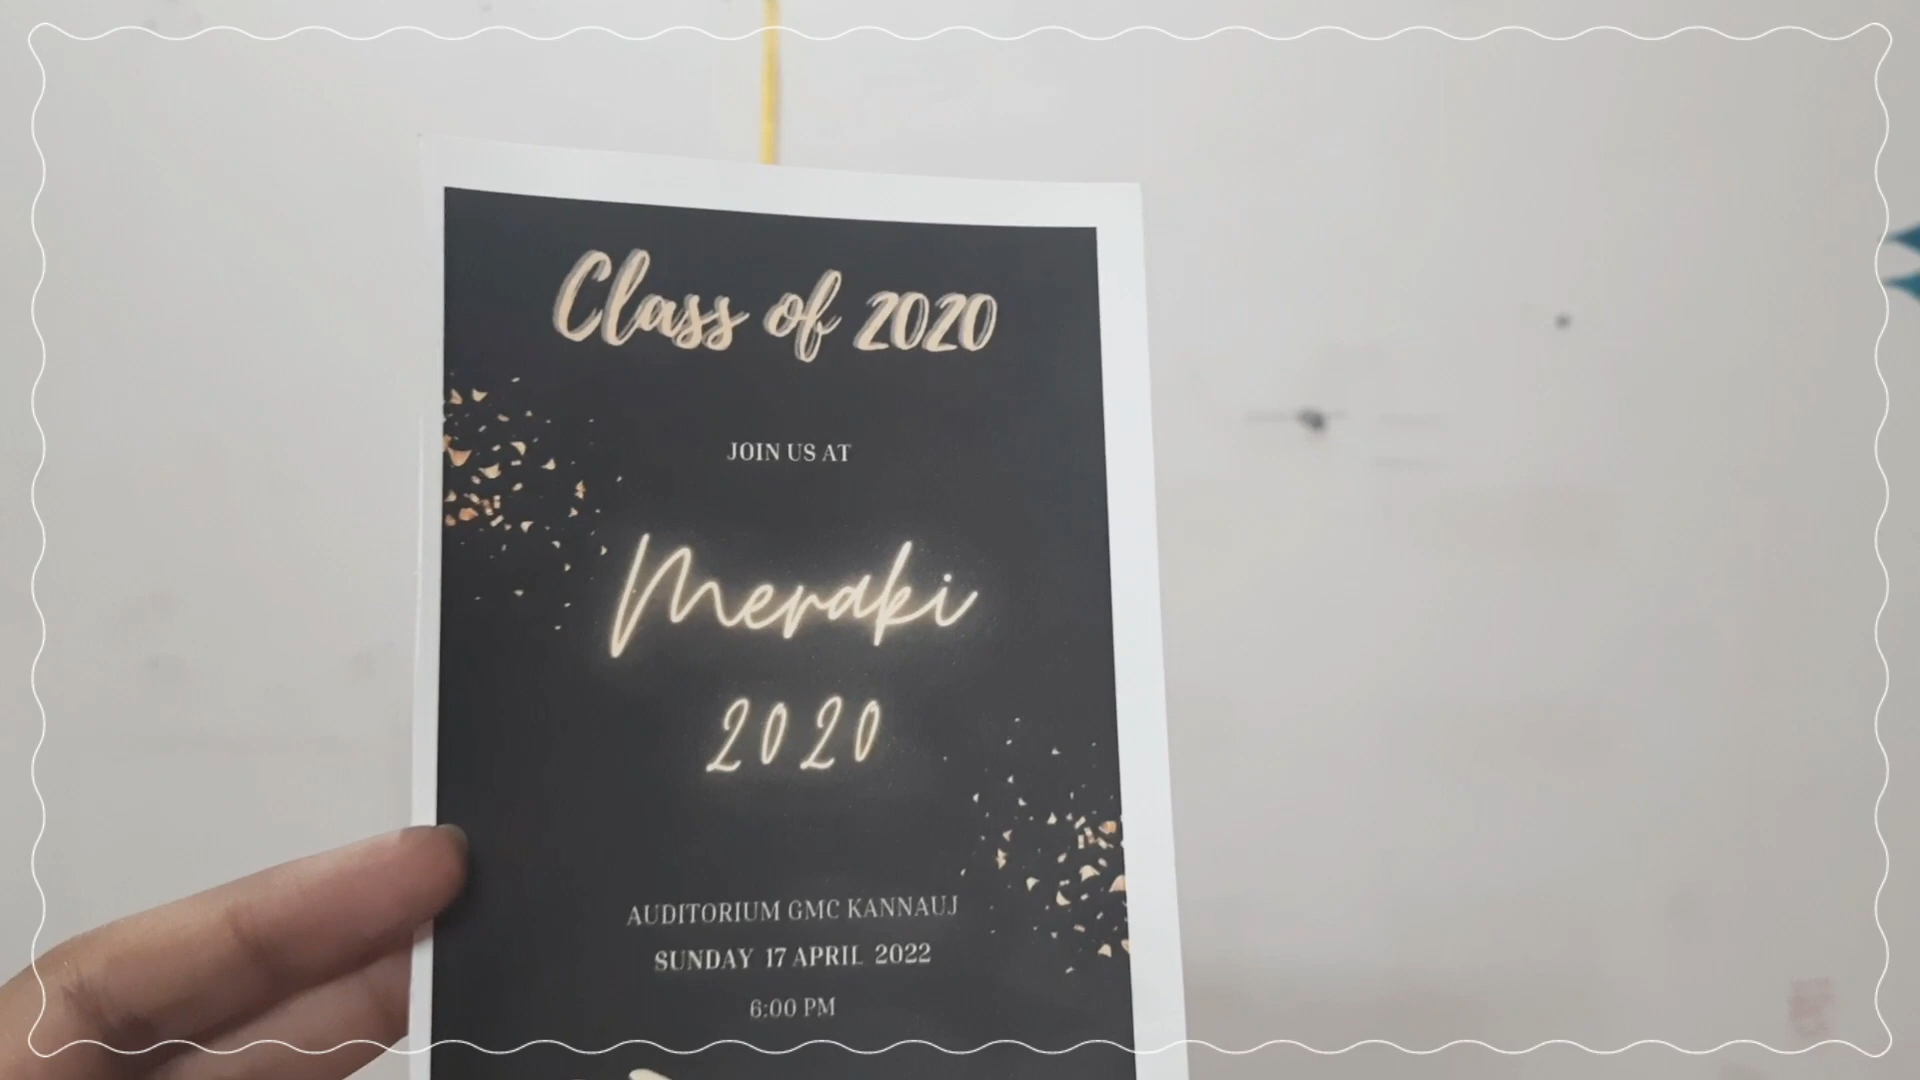 Class of 2020
JOIN US AT
Meraki
2020
AUDITORIUM GMC KANNAUJ
SUNDAY 17 APRIL 2022
6:00 PM